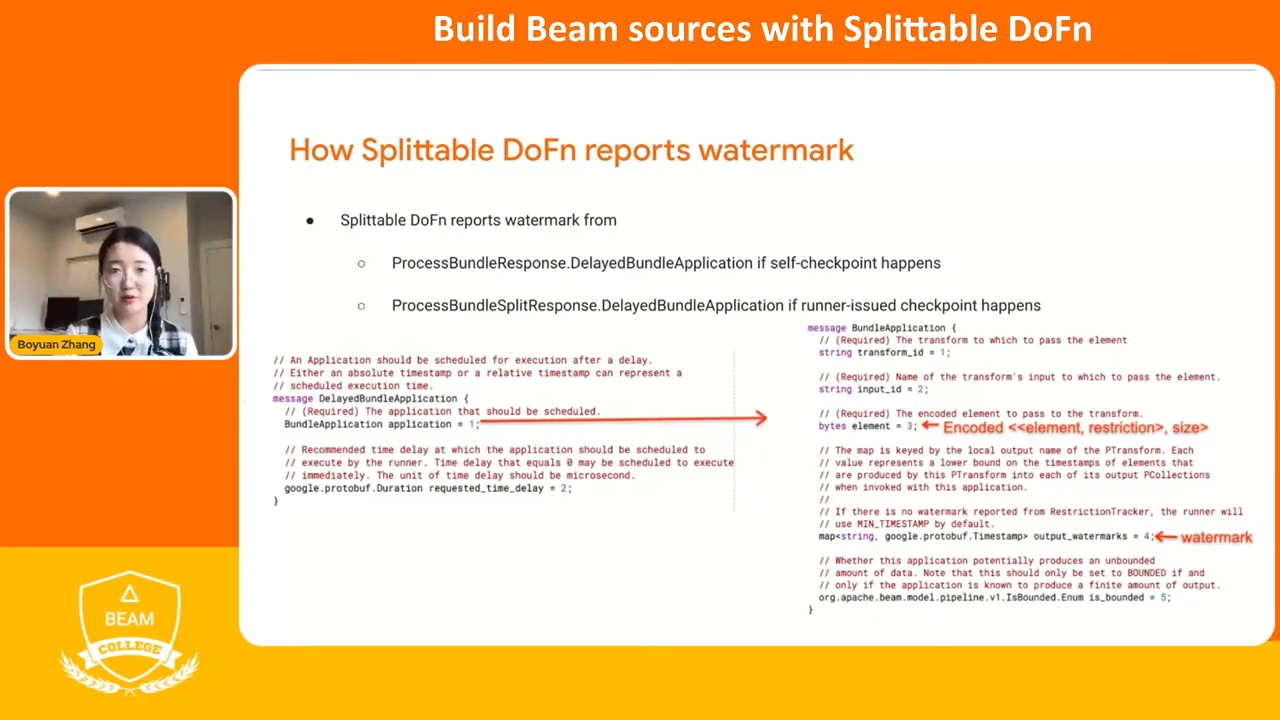 Build Beam sources with Splittable DoFn
How Splittable DoFn reports watermark
● Splittable DoFn reports watermark from
○ ProcessBundleResponse.DelayedBundleApplication if self-checkpoint happens
○ ProcessBundleSplitResponse.DelayedBundleApplication if runner-issued checkpoint happens
Boyuan Zhang
// An Application should be scheduled for execution after a delay.
// Either an absolute timestamp or a relative timestamp can represent a
// scheduled execution time.
message DelayedBundleApplication {
// (Required) The application that should be scheduled.
BundleApplication application = 1;
// Recommended time delay at which the application should be scheduled to
// execute by the runner. Time delay that equals 0 may be scheduled to execute
// immediately. The unit of time delay should be microsecond.
google.protobuf.Duration requested_time_delay = 2;
}
message BundleApplication {
// (Required) The transform to which to pass the element
string transform_id = 1;
// (Required) Name of the transform's input to which to pass the element.
string input_id = 2;
// (Required) The encoded element to pass to the transform.
bytes element = 3; Encoded <<element, restriction>, size>
// The map is keyed by the local output name of the PTransform. Each
// value represents a lower bound on the timestamps of elements that
// are produced by this PTransform into each of its output PCollections
// when invoked with this application.
//
// If there is no watermark reported from RestrictionTracker, the runner will
// use MIN_TIMESTAMP by default.
map<string, google.protobuf.Timestamp> output_watermarks = 4; watermark
// Whether this application potentially produces an unbounded
// amount of data. Note that this should only be set to BOUNDED if and
// only if the application is known to produce a finite amount of output.
org.apache.beam.model.pipeline.v1.IsBounded.Enum is_bounded = 5;
}
BEAM
COLLEGE